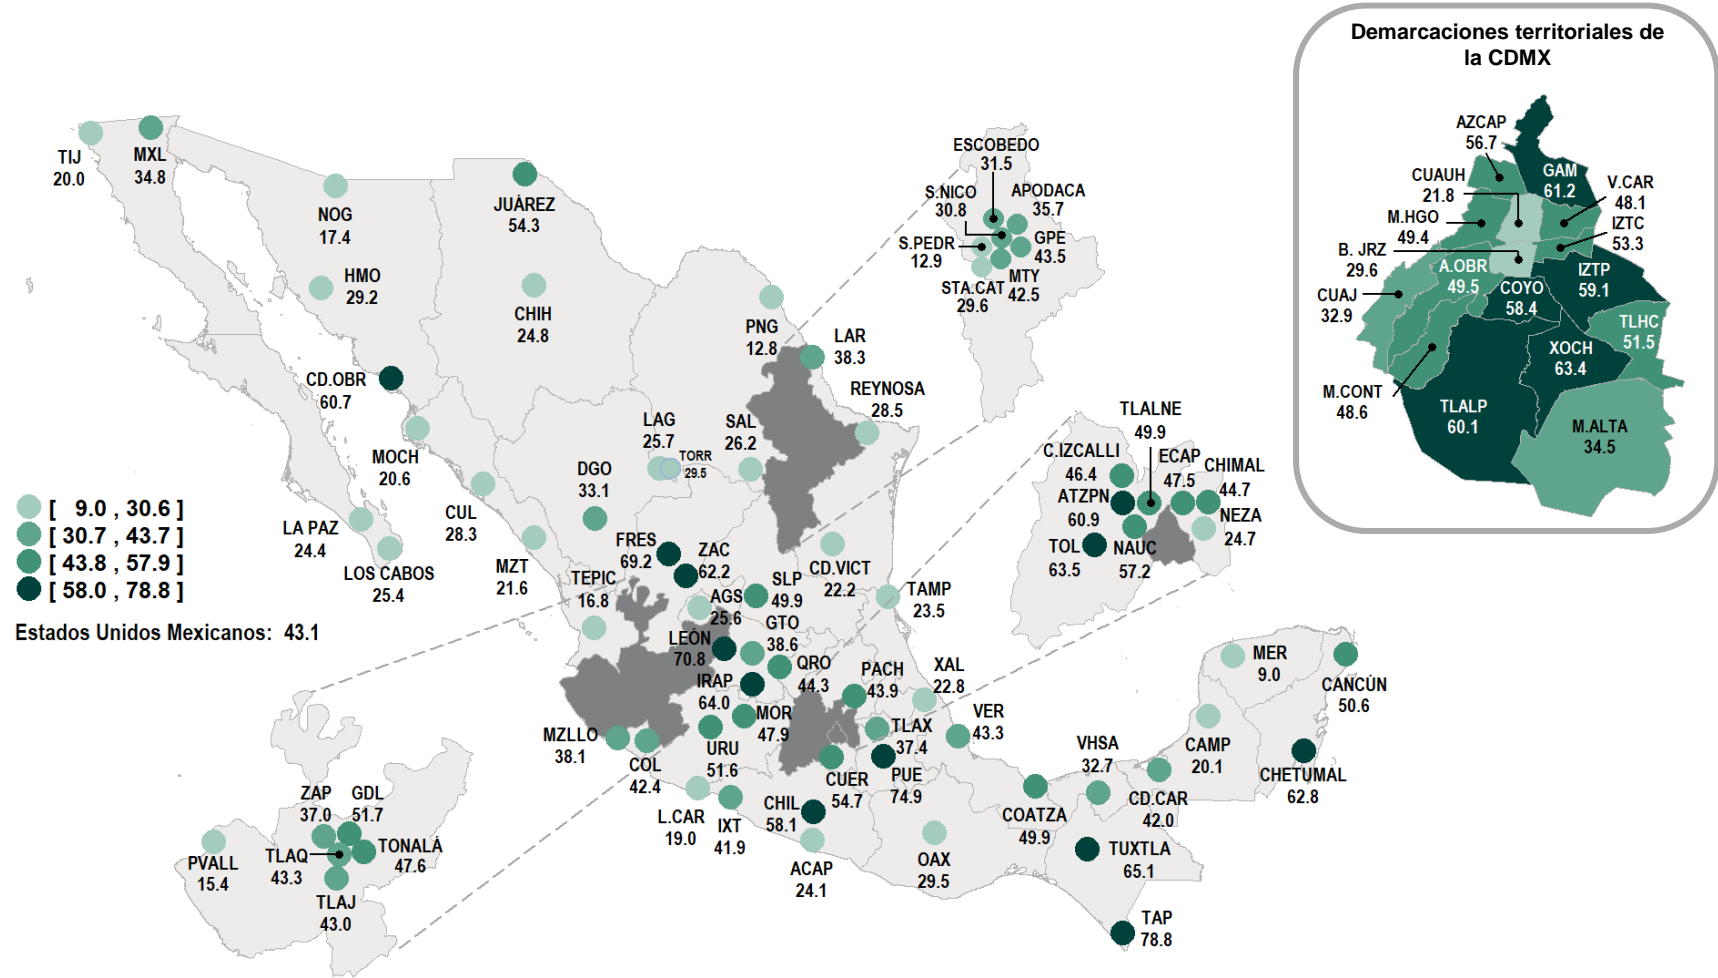 Demarcaciones territoriales de
la CDMX
AZCAP
56.7
CUAUH
21.8
GAM
61.2
V.CAR
48.1
M.HGO
49.4
IZTC
53.3
B. JRZ
29.6
A.OBR
49.5
IZTP
59.1
CUAJ
32.9
COYO
58.4
TLHC
51.5
XOCH
63.4
M.CONT
48.6
TLALP
60.1
M.ALTA
34.5
TIJ
20.0
MXL
34.8
NOG
17.4
JUÁREZ
54.3
HMO
29.2
CHIH
24.8
CD.OBR
60.7
MOCH
20.6
CUL
28.3
LA PAZ
24.4
LOS CABOS
25.4
MZT
21.6
DGO
33.1
LAG
25.7
TORR
29.5
SAL
26.2
PNG
12.8
LAR
38.3
REYNOSA
28.5
ESCOBEDO
31.5
S.NICO
30.8
APODACA
35.7
S.PEDR
12.9
GPE
43.5
STA.CAT
29.6
MTY
42.5
TLALNE
49.9
C.IZCALLI
46.4
ECAP
47.5
CHIMAL
44.7
ATZPN
60.9
NEZA
24.7
TOL
63.5
NAUC
57.2
[ 9.0 , 30.6 ]
[ 30.7 , 43.7 ]
[ 43.8 , 57.9 ]
[ 58.0 , 78.8 ]
Estados Unidos Mexicanos: 43.1
FRES
69.2
ZAC
62.2
TEPIC
16.8
AGS
25.6
SLP
49.9
CD.VICT
22.2
TAMP
23.5
LEÓN
70.8
GTO
38.6
QRO
44.3
IRAP
64.0
PACH
43.9
XAL
22.8
MZLLO
38.1
COL
42.4
URU
51.6
MOR
47.9
TLAX
37.4
VER
43.3
CUER
54.7
PUE
74.9
L.CAR
19.0
IXT
41.9
CHIL
58.1
ACAP
24.1
OAX
29.5
COATZA
49.9
VHSA
32.7
CD.CAR
42.0
MER
9.0
CANCÚN
50.6
CAMP
20.1
CHETUMAL
62.8
TUXTLA
65.1
TAP
78.8
ZAP
37.0
GDL
51.7
PVALL
15.4
TLAQ
43.3
TONALÁ
47.6
TLAJ
43.0